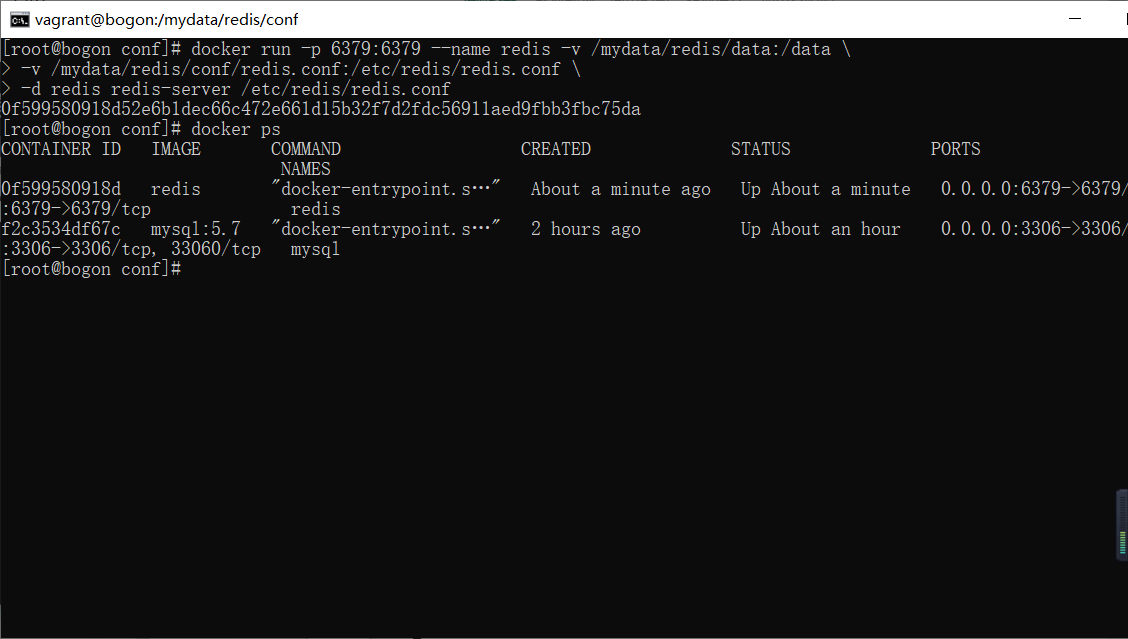 vagrant@bogon:/mydata/redis/conf
[root@bogon conf]# docker run -p 6379:6379 --name redis -v /mydata/redis/data:/data \
> -v /mydata/redis/conf/redis.conf:/etc/redis/redis.conf \
> -d redis redis-server /etc/redis/redis.conf
0f599580918d52e6b1dec66c472e661d15b32f7d2fdc56911aed9fbb3fbc75da
[root@bogon conf]# docker ps
CONTAINER ID   IMAGE       COMMAND                  CREATED              STATUS              PORTS
NAMES
0f599580918d   redis       "docker-entrypoint.s…"   About a minute ago   Up About a minute   0.0.0.0:6379->6379/
:6379->6379/tcp              redis
f2c3534df67c   mysql:5.7   "docker-entrypoint.s…"   2 hours ago          Up About an hour    0.0.0.0:3306->3306/
:3306->3306/tcp, 33060/tcp   mysql
[root@bogon conf]#